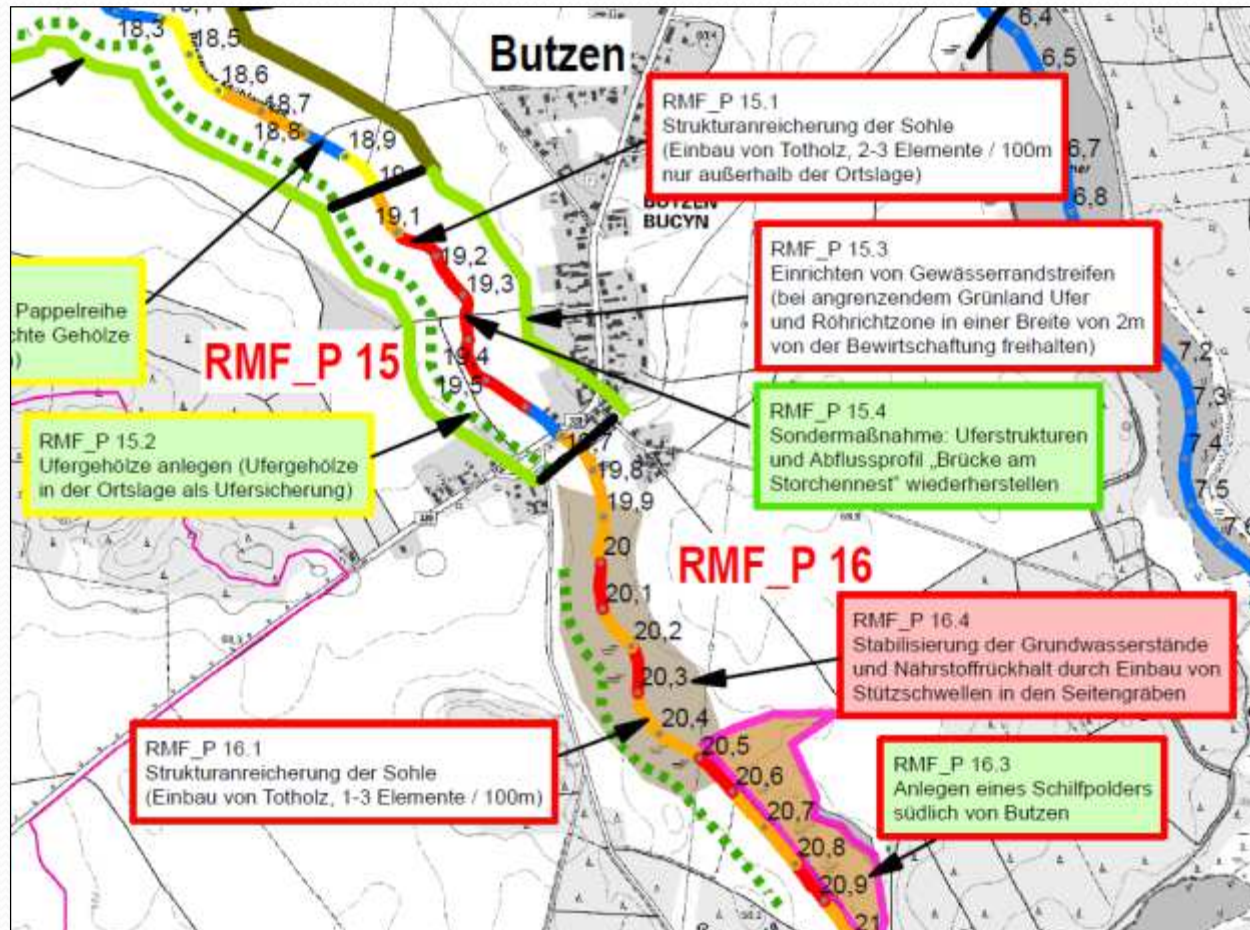 18,3
18,5
18,6
18,7
18,8
18,9
19,1
19,2
19,3
19,4
19,5
19,8
19,9
20
20,1
20,2
20,3
20,4
20,5
20,6
20,7
20,8
20,9
21
6,4
6,5
6,7
6,8
7,2
7,3
7,4
7,5
Butzen
BUTZEN
BUCYN
RMF_P 15.1
Strukturanreicherung der Sohle
(Einbau von Totholz, 2-3 Elemente / 100m
nur außerhalb der Ortslage)
RMF_P 15.3
Einrichten von Gewässerrandstreifen
(bei angrenzendem Grünland Ufer
und Röhrichtzone in einer Breite von 2m
von der Bewirtschaftung freihalten)
Pappelreihe
chte Gehölze
RMF_P 15
RMF_P 15.2
Ufergehölze anlegen (Ufergehölze
in der Ortslage als Ufersicherung)
RMF_P 15.4
Sondermaßnahme: Uferstrukturen
und Abflussprofil „Brücke am
Storchennest“ wiederherstellen
RMF_P 16
RMF_P 16.4
Stabilisierung der Grundwasserstände
und Nährstoffrückhalt durch Einbau von
Stützschwellen in den Seitengräben
RMF_P 16.1
Strukturanreicherung der Sohle
(Einbau von Totholz, 1-3 Elemente / 100m)
RMF_P 16.3
Anlegen eines Schilfpolders
südlich von Butzen